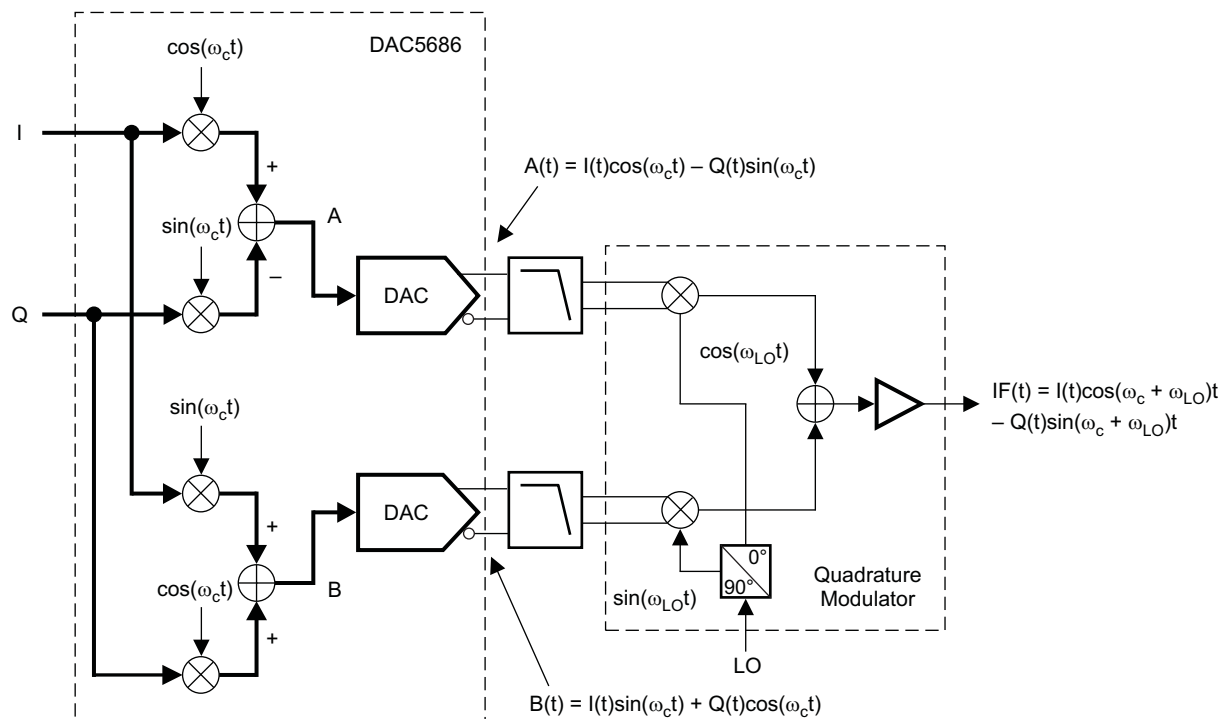 DAC5686
cos(ω_c t)
I
+
A(t) = I(t)cos(ω_c t) – Q(t)sin(ω_c t)
sin(ω_c t)
A
–
DAC
Q
cos(ω_LO t)
IF(t) = I(t)cos(ω_c + ω_LO)t
– Q(t)sin(ω_c + ω_LO)t
sin(ω_c t)
+
DAC
cos(ω_c t)
B
+
0°
90°
sin(ω_LO t)
Quadrature
Modulator
LO
B(t) = I(t)sin(ω_c t) + Q(t)cos(ω_c t)